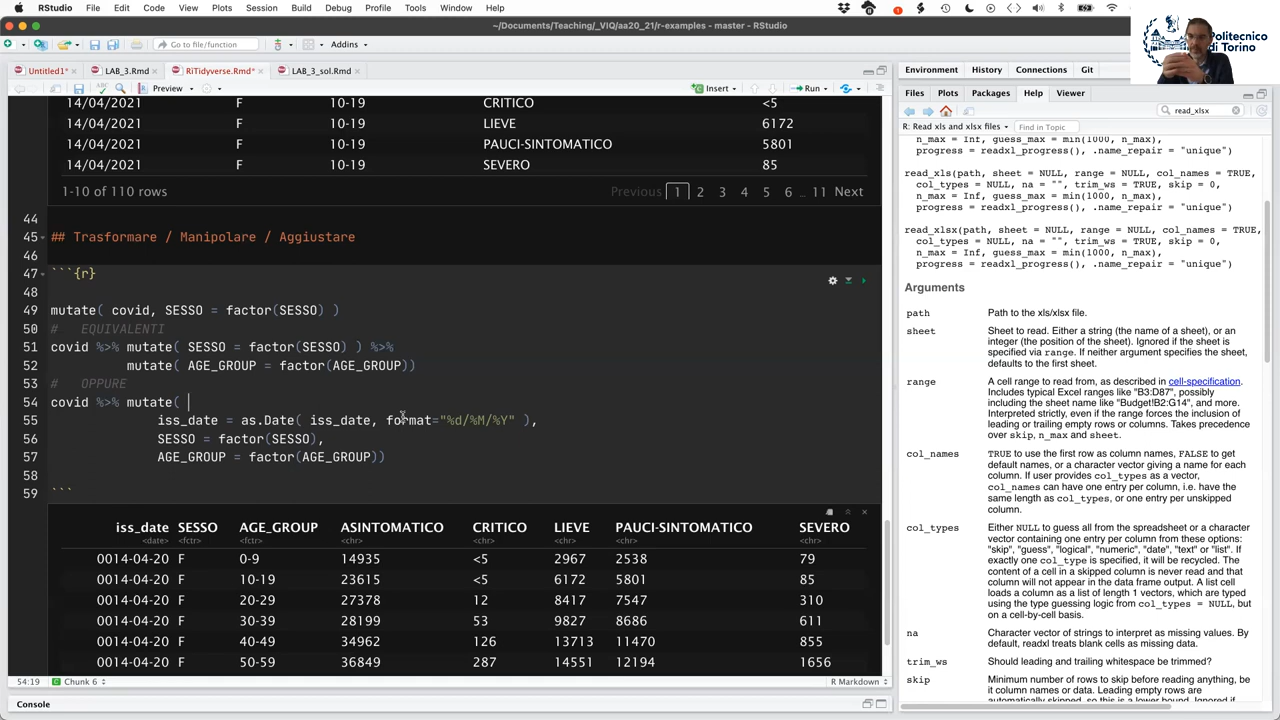 RStudio File Edit Code View Plots Session Build Debug Profile Tools Window Help
~/Documents/Teaching/_VIQ/aa20_21/r-examples - master - RStudio
Politecnico
di Torino
Go to file/function Addins
Untitled1* LAB_3.Rmd RiTidyverse.Rmd* LAB_3_sol.Rmd
Preview Insert Run
14/04/2021 F 10-19 CRITICO <5
14/04/2021 F 10-19 LIEVE 6172
14/04/2021 F 10-19 PAUCI-SINTOMATICO 5801
14/04/2021 F 10-19 SEVERO 85
1-10 of 110 rows Previous 1 2 3 4 5 6 ... 11 Next
44
45 ## Trasformare / Manipolare / Aggiustare
46
47 ```{r}
48
49 mutate( covid, SESSO = factor(SESSO) )
50 #   EQUIVALENTI
51 covid %>% mutate( SESSO = factor(SESSO) ) %>%
52 mutate( AGE_GROUP = factor(AGE_GROUP))
53 #   OPPURE
54 covid %>% mutate(
55 iss_date = as.Date( iss_date, format="%d/%M/%Y" ),
56 SESSO = factor(SESSO),
57 AGE_GROUP = factor(AGE_GROUP))
58
59 ```
iss_date SESSO AGE_GROUP ASINTOMATICO CRITICO LIEVE PAUCI-SINTOMATICO SEVERO
<date> <fctr> <fctr> <chr> <chr> <chr> <chr> <chr>
0014-04-20 F 0-9 14935 <5 2967 2538 79
0014-04-20 F 10-19 23615 <5 6172 5801 85
0014-04-20 F 20-29 27378 12 8417 7547 310
0014-04-20 F 30-39 28189 53 9827 8686 611
0014-04-20 F 40-49 34962 126 13713 11470 855
0014-04-20 F 50-59 36849 287 14551 12194 1656
54:19 Chunk 6 R Markdown
Console
Environment History Connections Git
Files Plots Packages Help Viewer
read_xlsx
R: Read xls and xlsx files Find in Topic
n_max = Inf, guess_max = min(1000, n_max),
progress = readxl_progress(), .name_repair = "unique")
read_xls(path, sheet = NULL, range = NULL, col_names = TRUE,
col_types = NULL, na = "", trim_ws = TRUE, skip = 0,
n_max = Inf, guess_max = min(1000, n_max),
progress = readxl_progress(), .name_repair = "unique")
read_xlsx(path, sheet = NULL, range = NULL, col_names = TRUE,
col_types = NULL, na = "", trim_ws = TRUE, skip = 0,
n_max = Inf, guess_max = min(1000, n_max),
progress = readxl_progress(), .name_repair = "unique")
Arguments
path Path to the xls/xlsx file.
sheet Sheet to read. Either a string (the name of a sheet), or an
integer (the position of the sheet). Ignored if the sheet is
specified via range. If neither argument specifies the sheet,
defaults to the first sheet.
range A cell range to read from, as described in cell-specification.
Includes typical Excel ranges like "B3:D87", possibly
including the sheet name like "Budget!B2:G14", and more.
Interpreted strictly, even if the range forces the inclusion of
leading or trailing empty rows or columns. Takes precedence
over skip, n_max and sheet.
col_names TRUE to use the first row as column names, FALSE to get
default names, or a character vector giving a name for each
column. If user provides col_types as a vector,
col_names can have one entry per column, i.e. have the
same length as col_types, or one entry per unskipped
column.
col_types Either NULL to guess all from the spreadsheet or a character
vector containing one entry per column from these options:
"skip", "guess", "logical", "numeric", "date", "text" or "list". If
exactly one col_type is specified, it will be recycled. The
content of a cell in a skipped column is never read and that
column will not appear in the data frame output. A list cell
loads a column as a list of length 1 vectors, which are typed
using the type guessing logic from col_types = NULL, but
on a cell-by-cell basis.
na Character vector of strings to interpret as missing values. By
default, readxl treats blank cells as missing data.
trim_ws Should leading and trailing whitespace be trimmed?
skip Minimum number of rows to skip before reading anything, be
it column names or data. Leading empty rows are